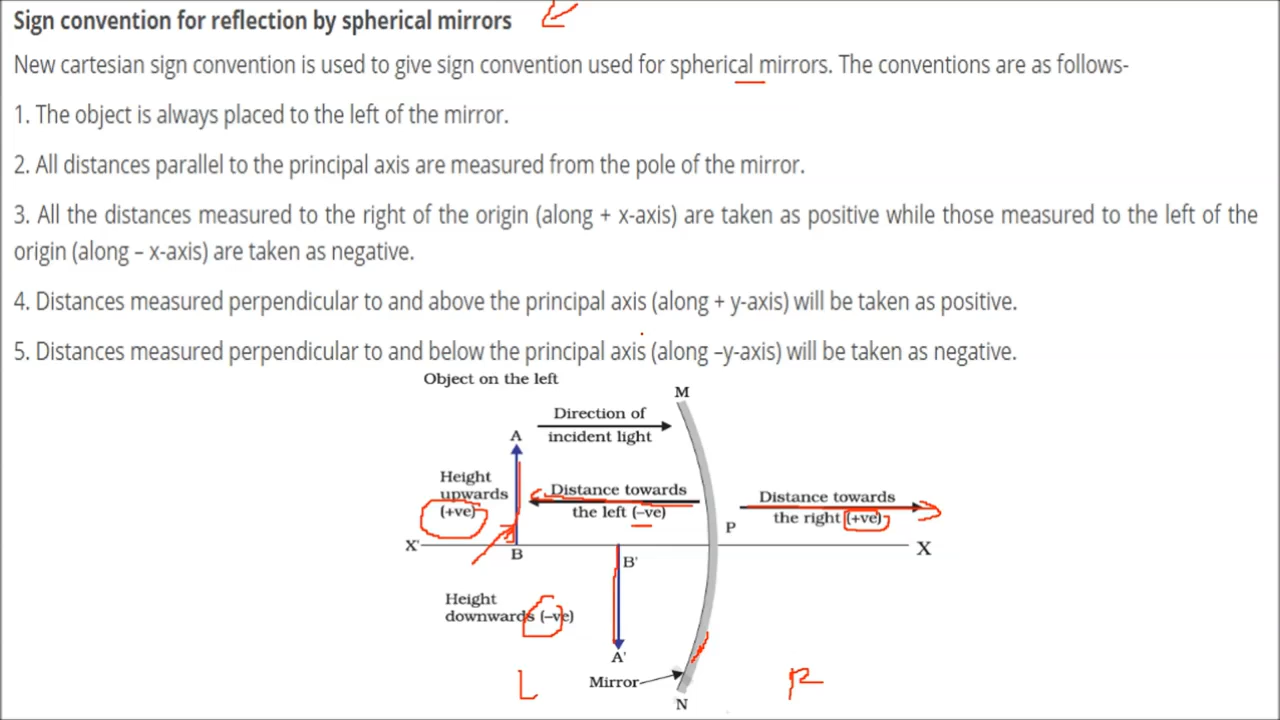 Sign convention for reflection by spherical mirrors
New cartesian sign convention is used to give sign convention used for spherical mirrors. The conventions are as follows-
1. The object is always placed to the left of the mirror.
2. All distances parallel to the principal axis are measured from the pole of the mirror.
3. All the distances measured to the right of the origin (along + x-axis) are taken as positive while those measured to the left of the
origin (along – x-axis) are taken as negative.
4. Distances measured perpendicular to and above the principal axis (along + y-axis) will be taken as positive.
5. Distances measured perpendicular to and below the principal axis (along –y-axis) will be taken as negative.
Object on the left
M
Direction of
incident light
A
Height
upwards
(+ve)
Distance towards
the left (–ve)
Distance towards
the right (+ve)
P
X'
B
B'
X
Height
downwards (–ve)
A'
Mirror
N
L
R